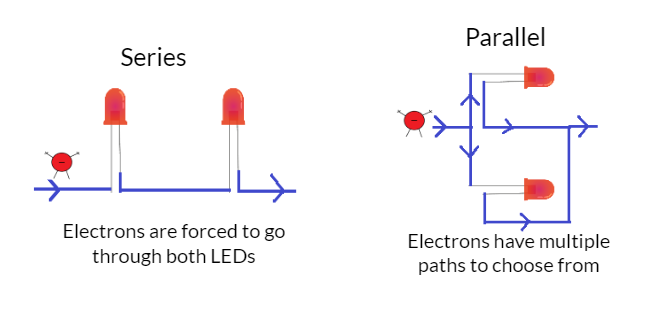 Series
Electrons are forced to go
through both LEDs
Parallel
Electrons have multiple
paths to choose from